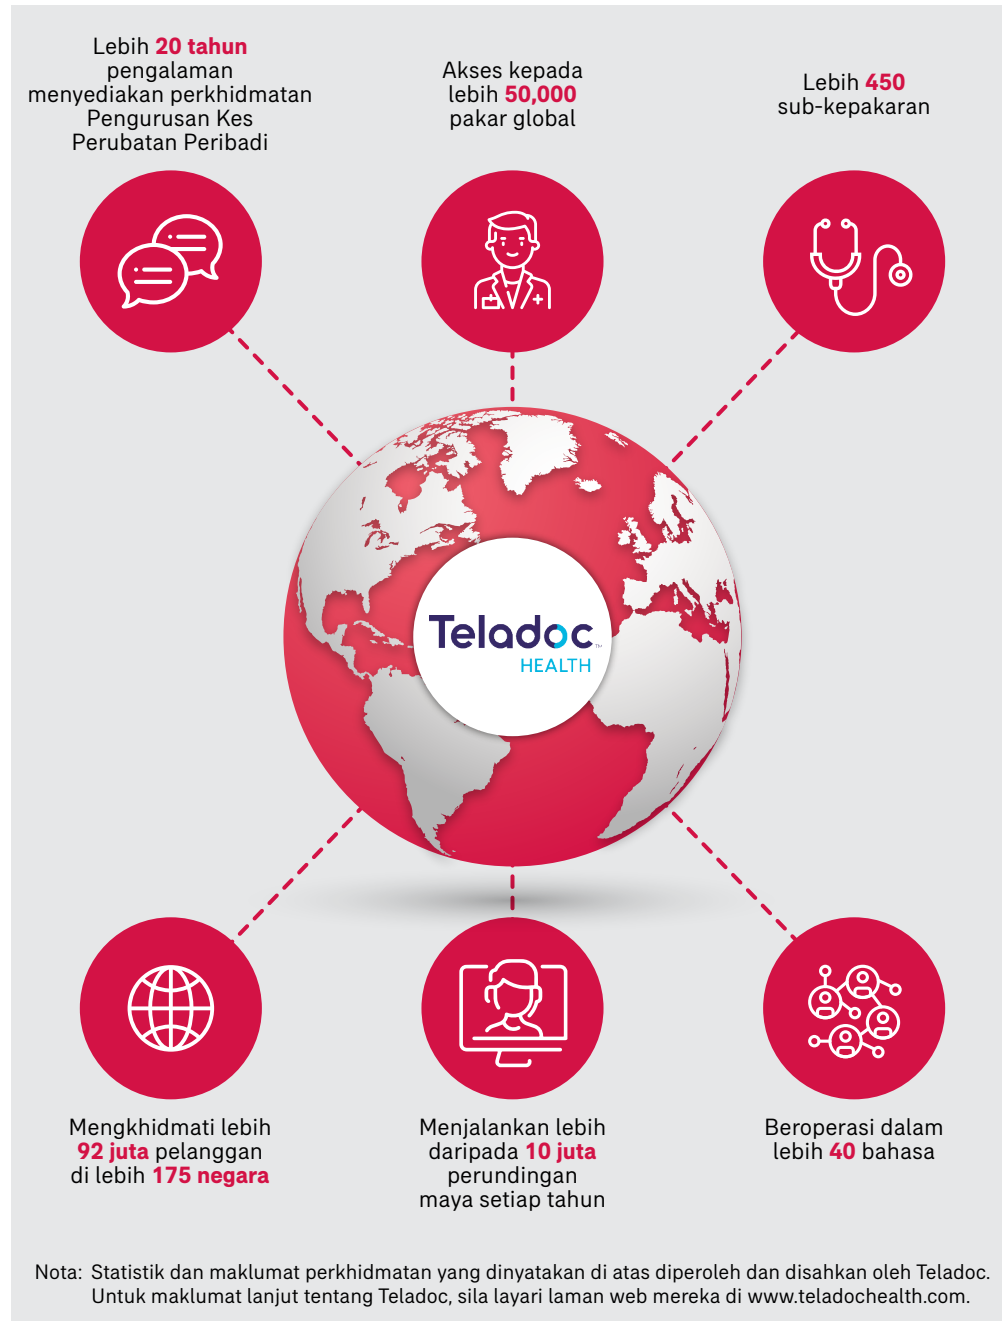 Lebih 20 tahun
pengalaman
menyediakan perkhidmatan
Pengurusan Kes
Perubatan Peribadi
Akses kepada
lebih 50,000
pakar global
Lebih 450
sub-kepakaran
Teladoc™
HEALTH
Mengkhidmati lebih
92 juta pelanggan
di lebih 175 negara
Menjalankan lebih
daripada 10 juta
perundingan
maya setiap tahun
Beroperasi dalam
lebih 40 bahasa
Nota: Statistik dan maklumat perkhidmatan yang dinyatakan di atas diperoleh dan disahkan oleh Teladoc.
Untuk maklumat lanjut tentang Teladoc, sila layari laman web mereka di www.teladochealth.com.